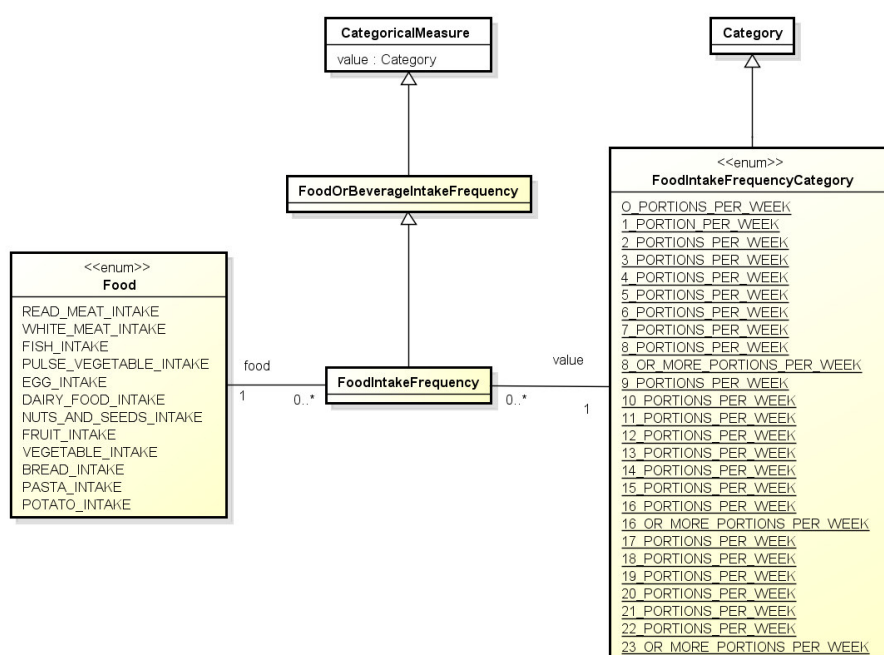 CategoricalMeasure
value : Category
Category
FoodOrBeverageIntakeFrequency
<<enum>>
FoodIntakeFrequencyCategory
0_PORTIONS_PER_WEEK
1_PORTION_PER_WEEK
2_PORTIONS_PER_WEEK
3_PORTIONS_PER_WEEK
4_PORTIONS_PER_WEEK
5_PORTIONS_PER_WEEK
6_PORTIONS_PER_WEEK
7_PORTIONS_PER_WEEK
8_PORTIONS_PER_WEEK
8_OR_MORE_PORTIONS_PER_WEEK
9_PORTIONS_PER_WEEK
10_PORTIONS_PER_WEEK
11_PORTIONS_PER_WEEK
12_PORTIONS_PER_WEEK
13_PORTIONS_PER_WEEK
14_PORTIONS_PER_WEEK
15_PORTIONS_PER_WEEK
16_PORTIONS_PER_WEEK
16_OR_MORE_PORTIONS_PER_WEEK
17_PORTIONS_PER_WEEK
18_PORTIONS_PER_WEEK
19_PORTIONS_PER_WEEK
20_PORTIONS_PER_WEEK
21_PORTIONS_PER_WEEK
22_PORTIONS_PER_WEEK
23_OR_MORE_PORTIONS_PER_WEEK
<<enum>>
Food
READ_MEAT_INTAKE
WHITE_MEAT_INTAKE
FISH_INTAKE
PULSE_VEGETABLE_INTAKE
EGG_INTAKE
DAIRY_FOOD_INTAKE
NUTS_AND_SEEDS_INTAKE
FRUIT_INTAKE
VEGETABLE_INTAKE
BREAD_INTAKE
PASTA_INTAKE
POTATO_INTAKE
food
1
0..*
FoodIntakeFrequency
value
0..*
1